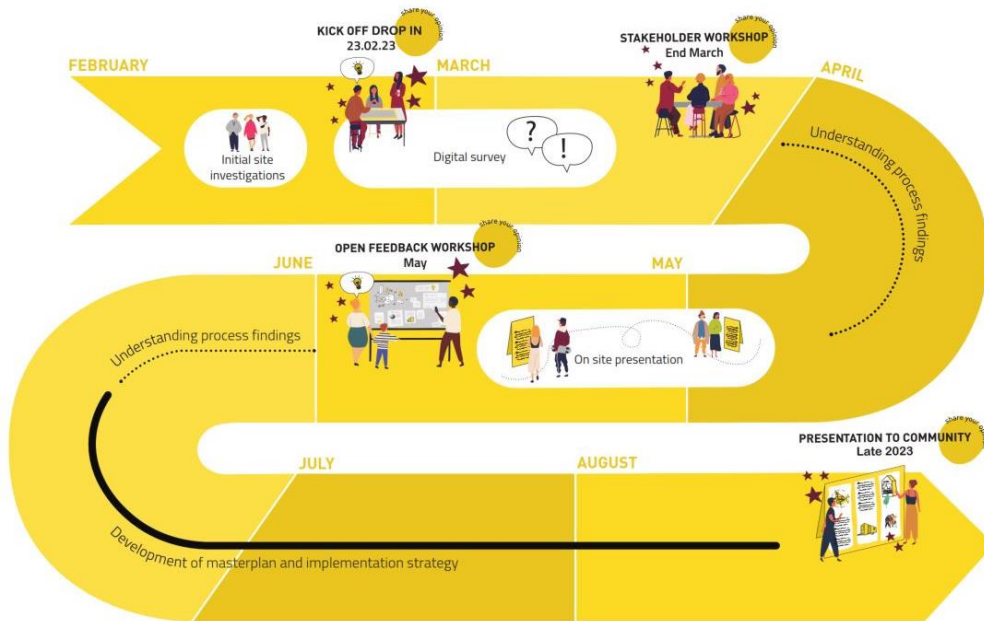 share your opinion
KICK OFF DROP IN
23.02.23
share your opinion
STAKEHOLDER WORKSHOP
End March
FEBRUARY
MARCH
APRIL
Initial site
investigations
Digital survey
?
!
Understanding process findings
share your opinion
OPEN FEEDBACK WORKSHOP
May
JUNE
MAY
Understanding process findings
On site presentation
share your opinion
PRESENTATION TO COMMUNITY
Late 2023
JULY
AUGUST
Development of masterplan and implementation strategy